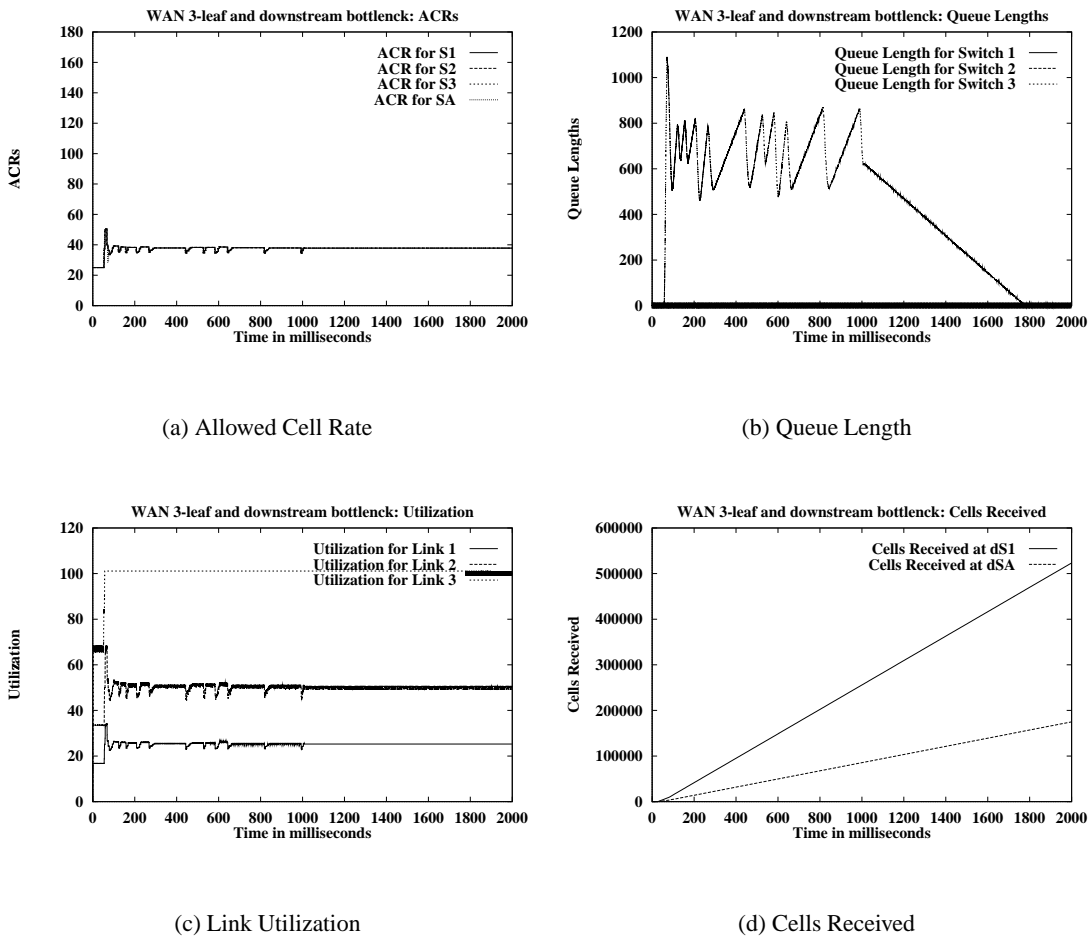 WAN 3-leaf and downstream bottlenck: ACRs
180
160
140
120
100
80
60
40
20
0
ACRs
ACR for S1
ACR for S2
ACR for S3
ACR for SA
0 200 400 600 800 1000 1200 1400 1600 1800 2000
Time in milliseconds
(a) Allowed Cell Rate
WAN 3-leaf and downstream bottlenck: Queue Lengths
1200
1000
800
600
400
200
0
Queue Lengths
Queue Length for Switch 1
Queue Length for Switch 2
Queue Length for Switch 3
0 200 400 600 800 1000 1200 1400 1600 1800 2000
Time in milliseconds
(b) Queue Length
WAN 3-leaf and downstream bottlenck: Utilization
120
100
80
60
40
20
0
Utilization
Utilization for Link 1
Utilization for Link 2
Utilization for Link 3
0 200 400 600 800 1000 1200 1400 1600 1800 2000
Time in milliseconds
(c) Link Utilization
WAN 3-leaf and downstream bottlenck: Cells Received
600000
500000
400000
300000
200000
100000
0
Cells Received
Cells Received at dS1
Cells Received at dSA
0 200 400 600 800 1000 1200 1400 1600 1800 2000
Time in milliseconds
(d) Cells Received